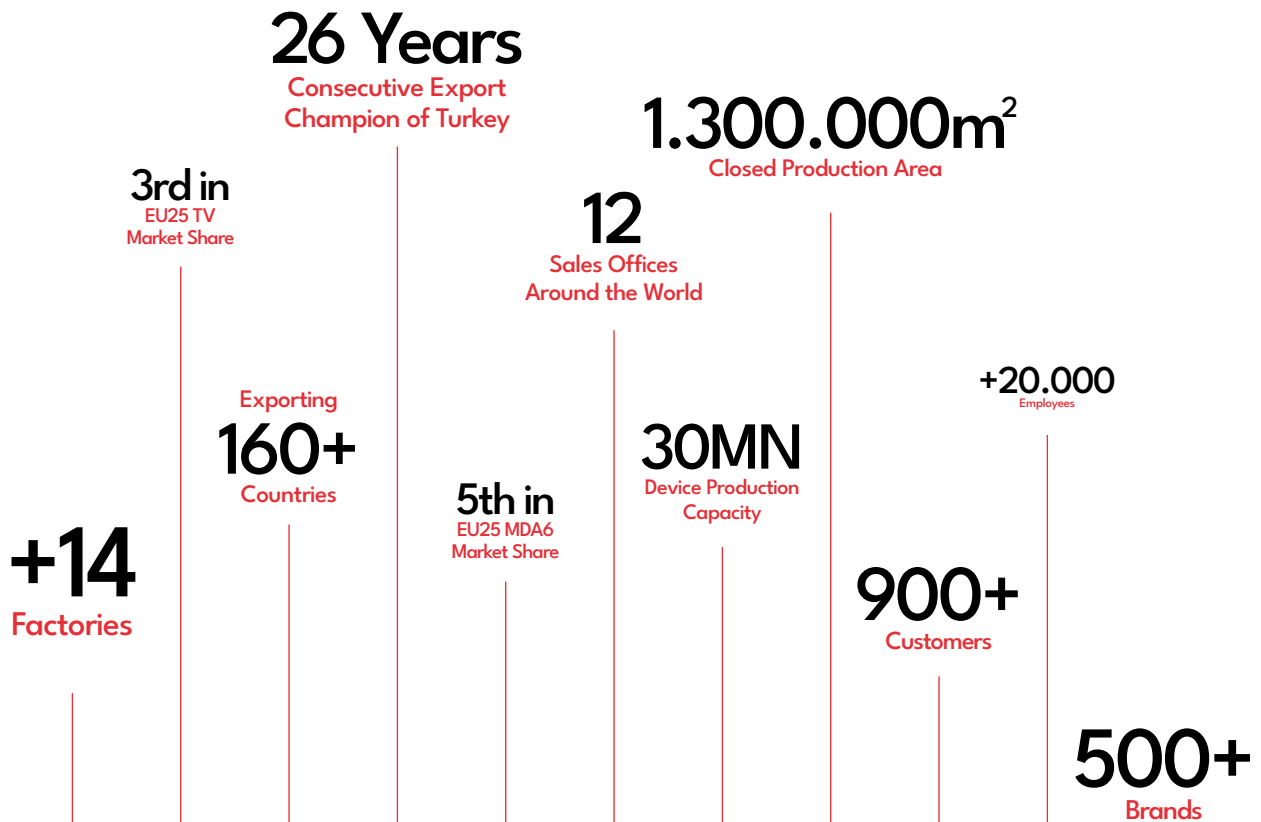 26 Years
Consecutive Export
Champion of Turkey
1.300.000m²
Closed Production Area
3rd in
EU25 TV
Market Share
12
Sales Offices
Around the World
+20.000
Employees
Exporting
160+
Countries
30MN
Device Production
Capacity
5th in
EU25 MDA6
Market Share
+14
Factories
900+
Customers
500+
Brands